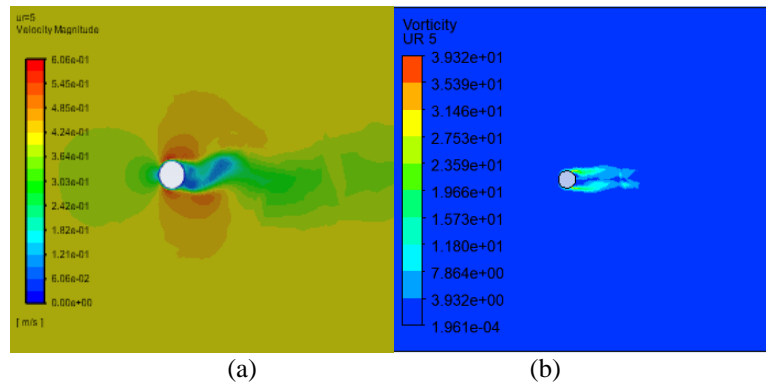 ur=5
Velocity Magnitude
6.06e-01
5.45e-01
4.85e-01
4.24e-01
3.64e-01
3.03e-01
2.42e-01
1.82e-01
1.21e-01
6.06e-02
0.00e+00
[ m/s ]
(a)
Vorticity
UR 5
3.932e+01
3.539e+01
3.146e+01
2.753e+01
2.359e+01
1.966e+01
1.573e+01
1.180e+01
7.864e+00
3.932e+00
1.961e-04
(b)